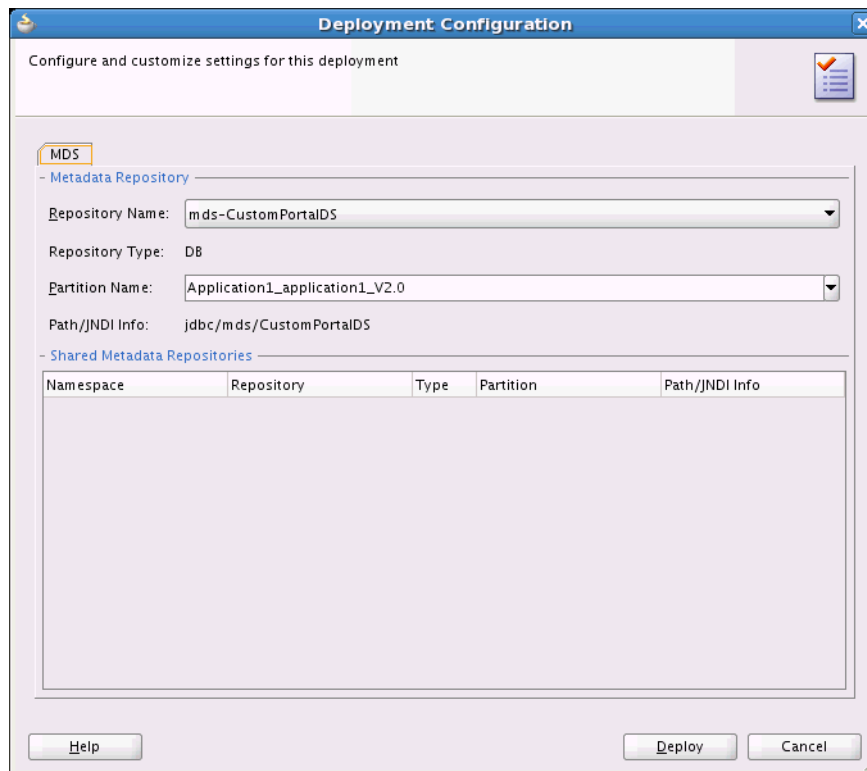 Deployment Configuration
Configure and customize settings for this deployment
MDS
Metadata Repository
Repository Name: mds-CustomPortalDS
Repository Type: DB
Partition Name: Application1_application1_V2.0
Path/JNDI Info: jdbc/mds/CustomPortalDS
Shared Metadata Repositories
Namespace Repository Type Partition Path/JNDI Info
Help Deploy Cancel